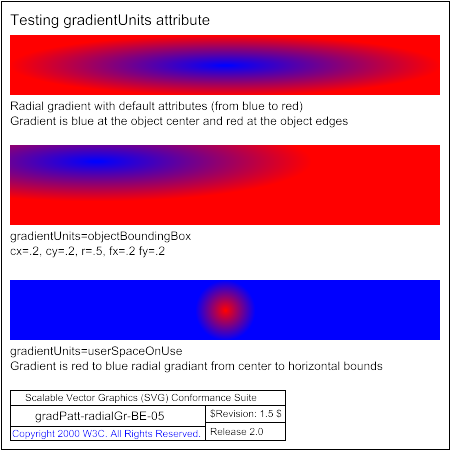 Testing gradientUnits attribute
Radial gradient with default attributes (from blue to red)
Gradient is blue at the object center and red at the object edges
gradientUnits=objectBoundingBox
cx=.2, cy=.2, r=.5, fx=.2 fy=.2
gradientUnits=userSpaceOnUse
Gradient is red to blue radial gradiant from center to horizontal bounds
Scalable Vector Graphics (SVG) Conformance Suite
gradPatt-radialGr-BE-05
$Revision: 1.5 $
Copyright 2000 W3C. All Rights Reserved.
Release 2.0